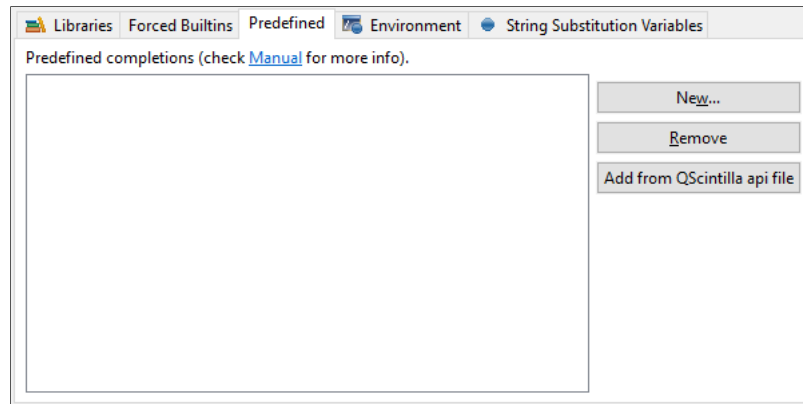 Libraries Forced Builtins Predefined Environment String Substitution Variables
Predefined completions (check Manual for more info).
New...
Remove
Add from QScintilla api file